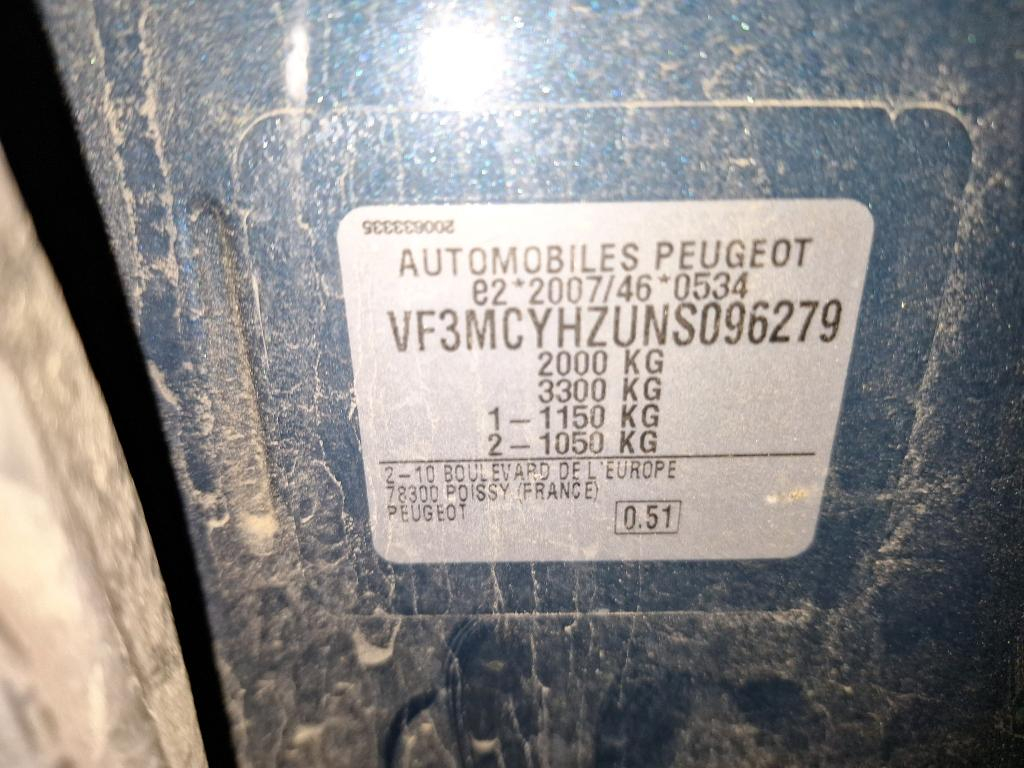 200633335
AUTOMOBILES PEUGEOT
e2*2007/46*0534
VF3MCYHZUNS096279
2000 KG
3300 KG
1-1150 KG
2-1050 KG
2-10 BOULEVARD DE L'EUROPE
78300 POISSY (FRANCE)
PEUGEOT
0.51